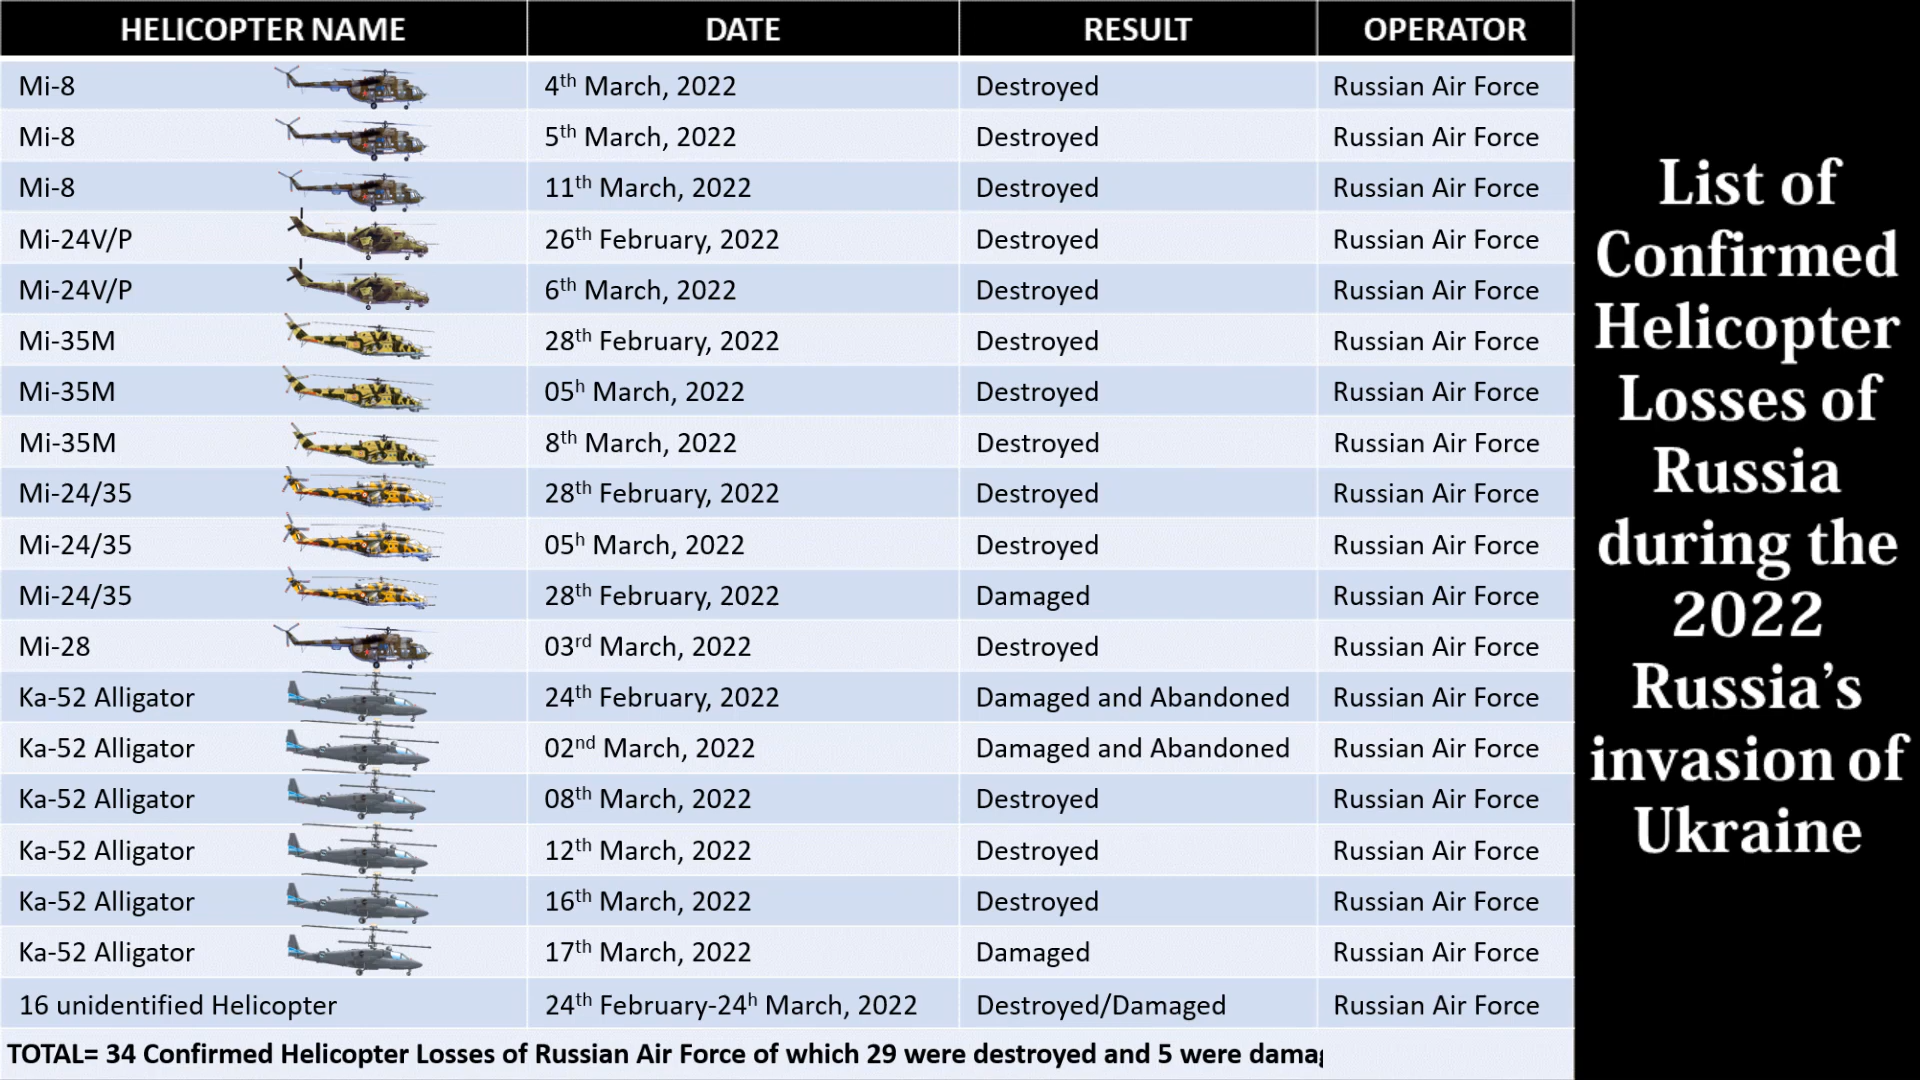 HELICOPTER NAME DATE RESULT OPERATOR
Mi-8 4th March, 2022 Destroyed Russian Air Force
Mi-8 5th March, 2022 Destroyed Russian Air Force
Mi-8 11th March, 2022 Destroyed Russian Air Force
Mi-24V/P 26th February, 2022 Destroyed Russian Air Force
Mi-24V/P 6th March, 2022 Destroyed Russian Air Force
Mi-35M 28th February, 2022 Destroyed Russian Air Force
Mi-35M 05h March, 2022 Destroyed Russian Air Force
Mi-35M 8th March, 2022 Destroyed Russian Air Force
Mi-24/35 28th February, 2022 Destroyed Russian Air Force
Mi-24/35 05h March, 2022 Destroyed Russian Air Force
Mi-24/35 28th February, 2022 Damaged Russian Air Force
Mi-28 03rd March, 2022 Destroyed Russian Air Force
Ka-52 Alligator 24th February, 2022 Damaged and Abandoned Russian Air Force
Ka-52 Alligator 02nd March, 2022 Damaged and Abandoned Russian Air Force
Ka-52 Alligator 08th March, 2022 Destroyed Russian Air Force
Ka-52 Alligator 12th March, 2022 Destroyed Russian Air Force
Ka-52 Alligator 16th March, 2022 Destroyed Russian Air Force
Ka-52 Alligator 17th March, 2022 Damaged Russian Air Force
16 unidentified Helicopter 24th February-24h March, 2022 Destroyed/Damaged Russian Air Force
TOTAL= 34 Confirmed Helicopter Losses of Russian Air Force of which 29 were destroyed and 5 were
List of
Confirmed
Helicopter
Losses of
Russia
during the
2022
Russia's
invasion of
Ukraine